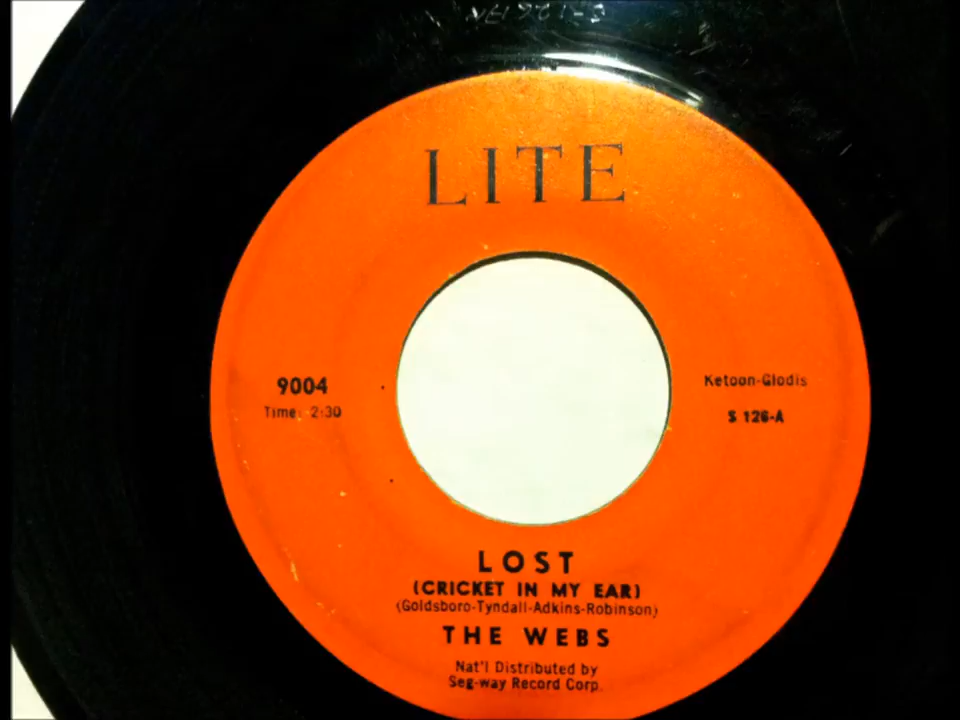 LITE
9004
Time: 2:30
Ketoon-Glodis
S 126-A
LOST
(CRICKET IN MY EAR)
(Goldsboro-Tyndall-Adkins-Robinson)
THE WEBS
Nat'l Distributed by
Seg-way Record Corp.